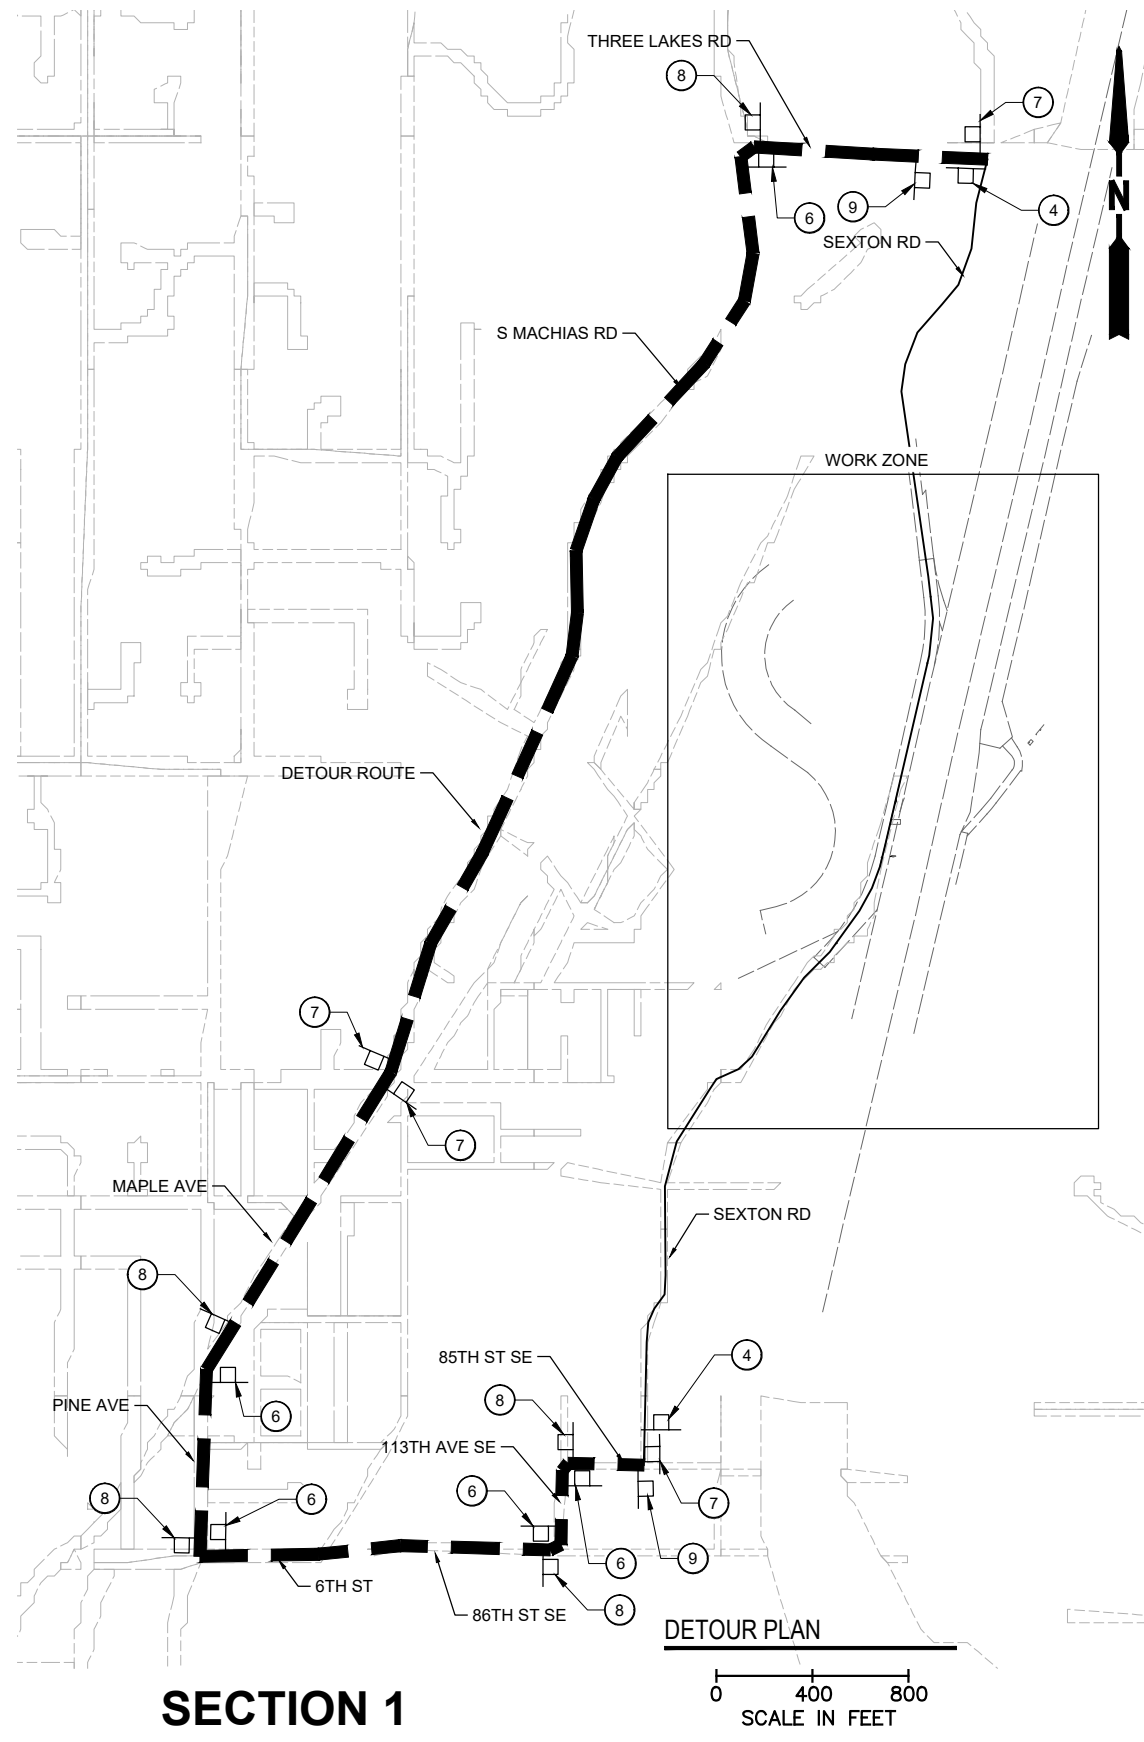 THREE LAKES RD
8
7
N
6
9
4
SEXTON RD
S MACHIAS RD
WORK ZONE
DETOUR ROUTE
7
7
MAPLE AVE
SEXTON RD
8
85TH ST SE
4
8
PINE AVE
6
113TH AVE SE
8
6
6
7
6
9
6TH ST
86TH ST SE
8
DETOUR PLAN
0 400 800
SCALE IN FEET
SECTION 1